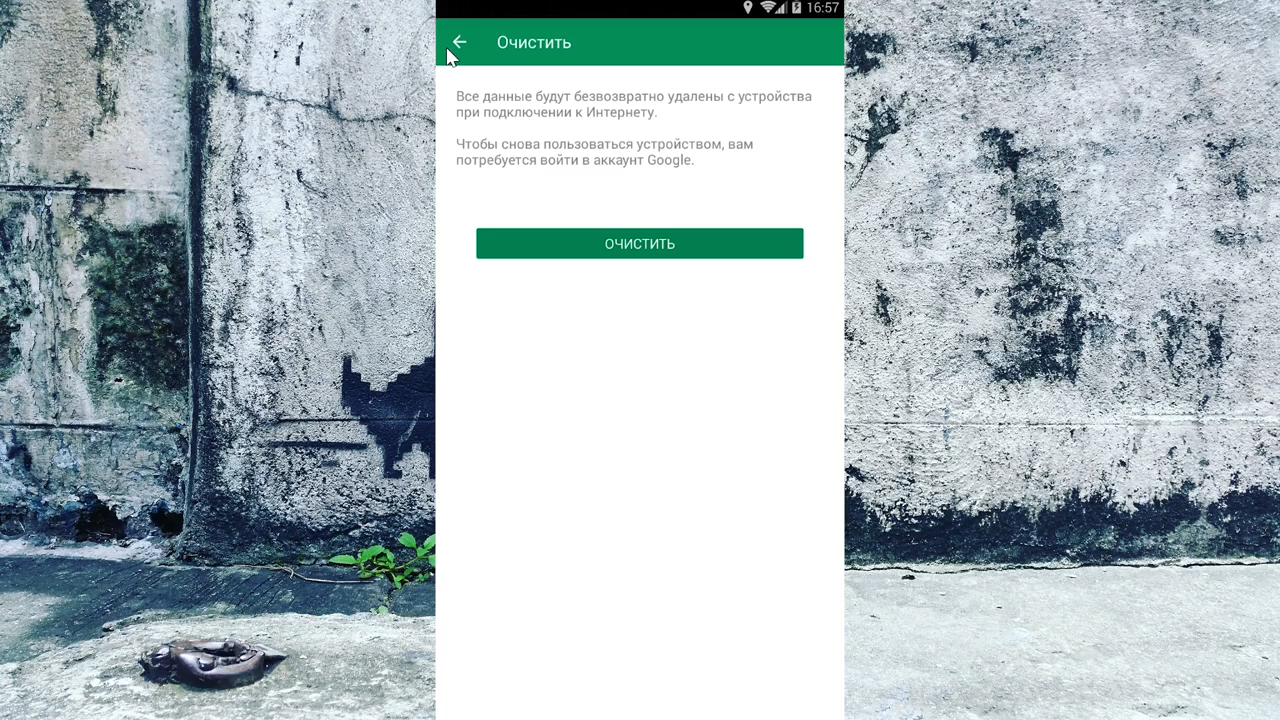 16:57
Очистить
Все данные будут безвозвратно удалены с устройства
при подключении к Интернету.
Чтобы снова пользоваться устройством, вам
потребуется войти в аккаунт Google.
ОЧИСТИТЬ